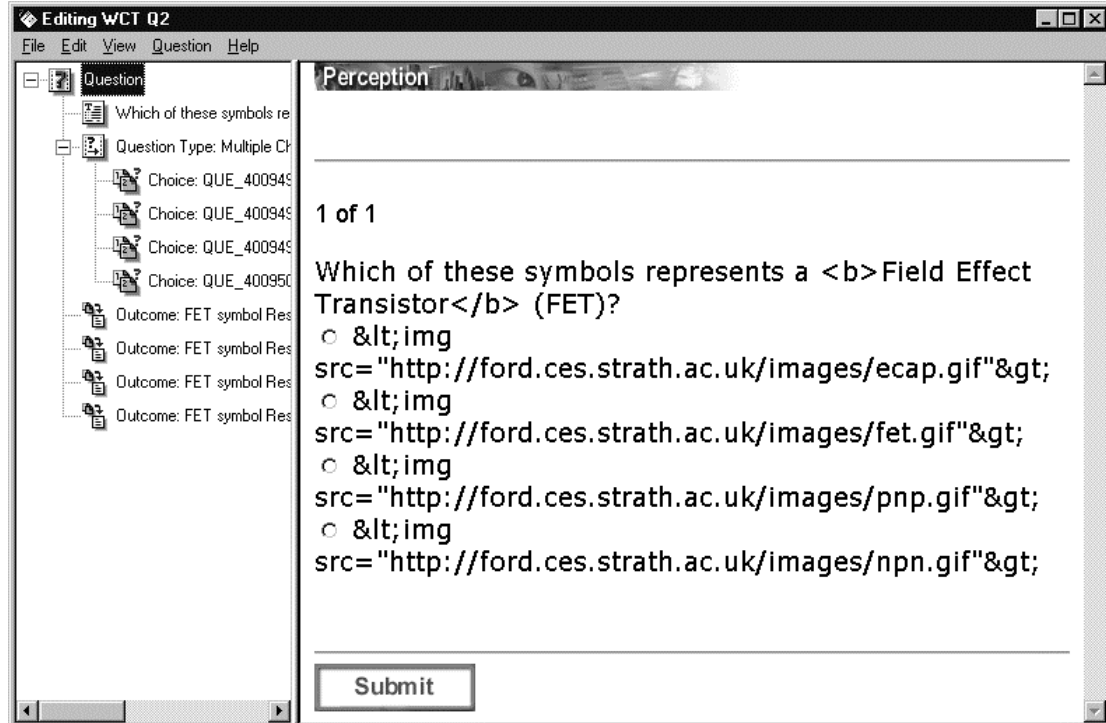 Editing WCT Q2
File Edit View Question Help
Question
Which of these symbols re
Question Type: Multiple Ch
Choice: QUE_400949
Choice: QUE_400949
Choice: QUE_400949
Choice: QUE_400950
Outcome: FET symbol Res
Outcome: FET symbol Res
Outcome: FET symbol Res
Outcome: FET symbol Res
Perception
1 of 1
Which of these symbols represents a <b>Field Effect
Transistor</b> (FET)?
&lt;img
src="http://ford.ces.strath.ac.uk/images/ecap.gif"&gt;
&lt;img
src="http://ford.ces.strath.ac.uk/images/fet.gif"&gt;
&lt;img
src="http://ford.ces.strath.ac.uk/images/pnp.gif"&gt;
&lt;img
src="http://ford.ces.strath.ac.uk/images/npn.gif"&gt;
Submit